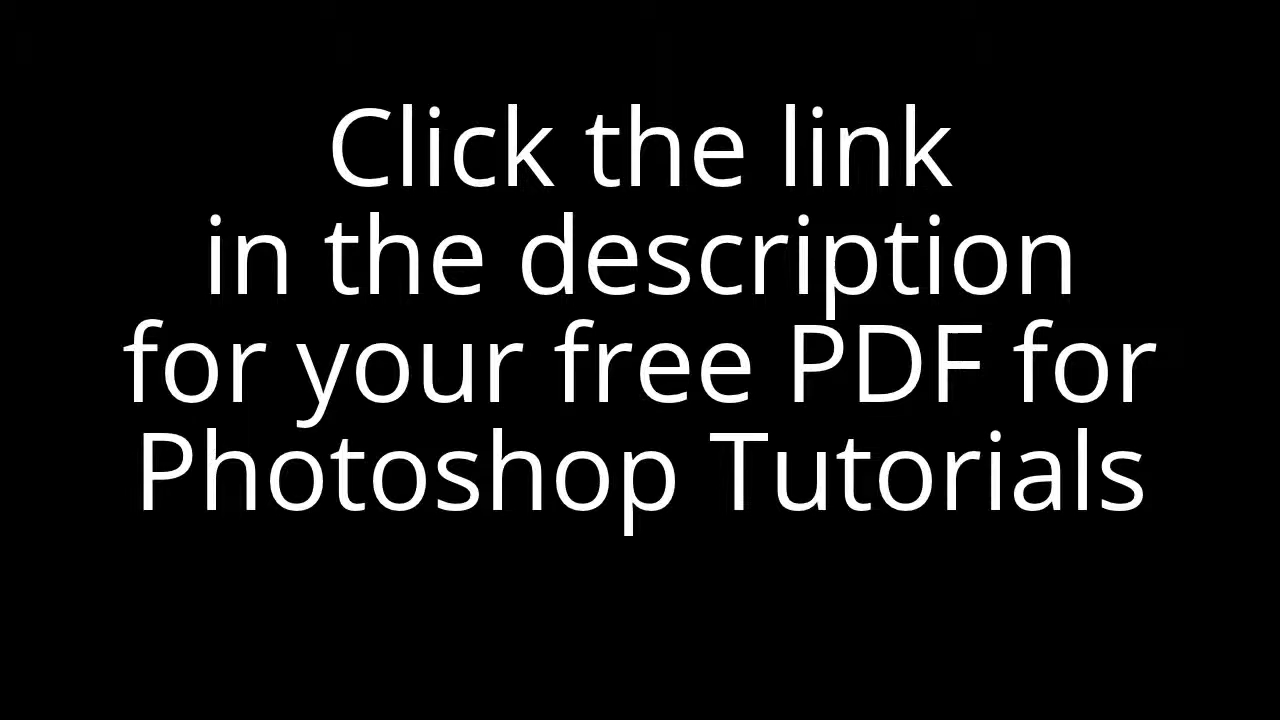 Click the link
in the description
for your free PDF for
Photoshop Tutorials